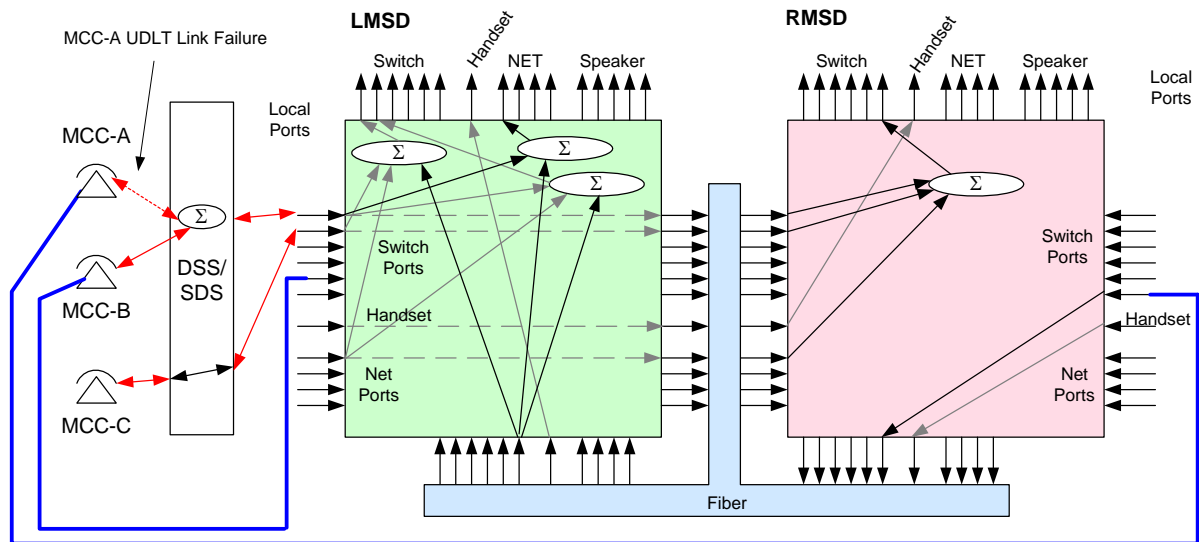 LMSD
RMSD
MCC-A UDLT Link Failure
Switch
Handset
NET
Speaker
Switch
Handset
NET
Speaker
Local
Ports
Local
Ports
MCC-A
Σ
Σ
Σ
Σ
Σ
DSS/
SDS
MCC-B
MCC-C
Switch
Ports
Handset
Net
Ports
Switch
Ports
Handset
Net
Ports
Fiber